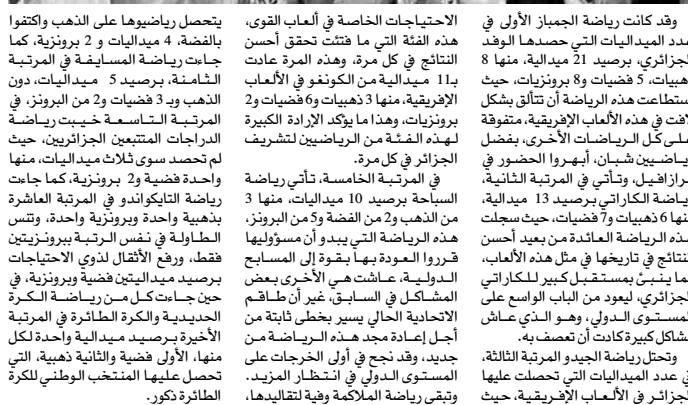 وقد كانت رياضة الجمباز الأولى في
عدد الميداليات التي حصدها الوفد
الجزائري، برصيد 21 ميدالية، منها 8
ذهبيات، 5 فضيات و8 برونزيات، حيث
استطاعت هذه الرياضة أن تتألق بشكل
لافت في هذه الألعاب الإفريقية، متفوقة
على كل الرياضات الأخرى، بفضل
رياضيين شبان، أبهروا الحضور في
برازافيل، وتأتي في المرتبة الثانية،
رياضة الكاراتي برصيد 13 ميدالية،
منها 6 ذهبيات و7 فضيات، حيث سجلت
هذه الرياضة العائدة من بعيد أحسن
النتائج في تاريخها في مثل هذه الألعاب،
مما ينبئ بمستقبل كبير للكاراتي
الجزائري، ليعود من الباب الواسع على
المستوى الدولي، وهو الذي عاش
مشاكل كبيرة كادت أن تعصف به.
وتحتل رياضة الجيدو المرتبة الثالثة،
في عدد الميداليات التي تحصلت عليها
الجزائر في الألعاب الإفريقية، حيث
الاحتياجات الخاصة في ألعاب القوى،
هذه الفئة التي ما فتئت تحقق أحسن
النتائج في كل مرة، وهذه المرة عادت
بـ11 ميدالية من الكونغو في الألعاب
الإفريقية، منها 3 ذهبيات و6 فضيات و2
برونزيات، وهذا ما يؤكد الإرادة الكبيرة
لهذه الفئة من الرياضيين لتشريف
الجزائر في كل مرة.
في المرتبة الخامسة، تأتي رياضة
السباحة برصيد 10 ميداليات، منها 3
من الذهب و2 من الفضة و5 من البرونز،
هذه الرياضة التي يبدو أن مسؤوليها
قرروا العودة بها بقوة إلى المسابح
الدولية، عاشت هي الأخرى بعض
المشاكل في السابق، غير أن طاقم
الاتحادية الحالي يسير بخطى ثابتة من
أجل إعادة مجد هذه الرياضة من
جديد، وقد نجح في أولى الخرجات على
المستوى الدولي في انتظار المزيد.
وتبقى رياضة الملاكمة وفية لتقاليدها،
يتحصل رياضيوها على الذهب واكتفوا
بالفضة، 4 ميداليات و 2 برونزية، كما
جاءت رياضة المسايفة في المرتبة
الثامنة، برصيد 5 ميداليات، دون
الذهب وبـ 3 فضيات و2 من البرونز، في
المرتبة التاسعة خيبت رياضة
الدراجات المتتبعين الجزائريين، حيث
لم تحصد سوى ثلاث ميداليات، منها
واحدة فضية و2 برونزية، كما جاءت
رياضة التايكواندو في المرتبة العاشرة
بذهبية واحدة وبرونزية واحدة، وتنس
الطاولة في نفس الرتبة ببرونزيتين
فقط، ورفع الأثقال لذوي الاحتياجات
برصيد ميداليتين فضية وبرونزية، في
حين جاءت كل من رياضة الكرة
الحديدية والكرة الطائرة في المرتبة
الأخيرة برصيد ميدالية واحدة لكل
منها، الأولى فضية والثانية ذهبية، التي
تحصل عليها المنتخب الوطني للكرة
الطائرة ذكور.